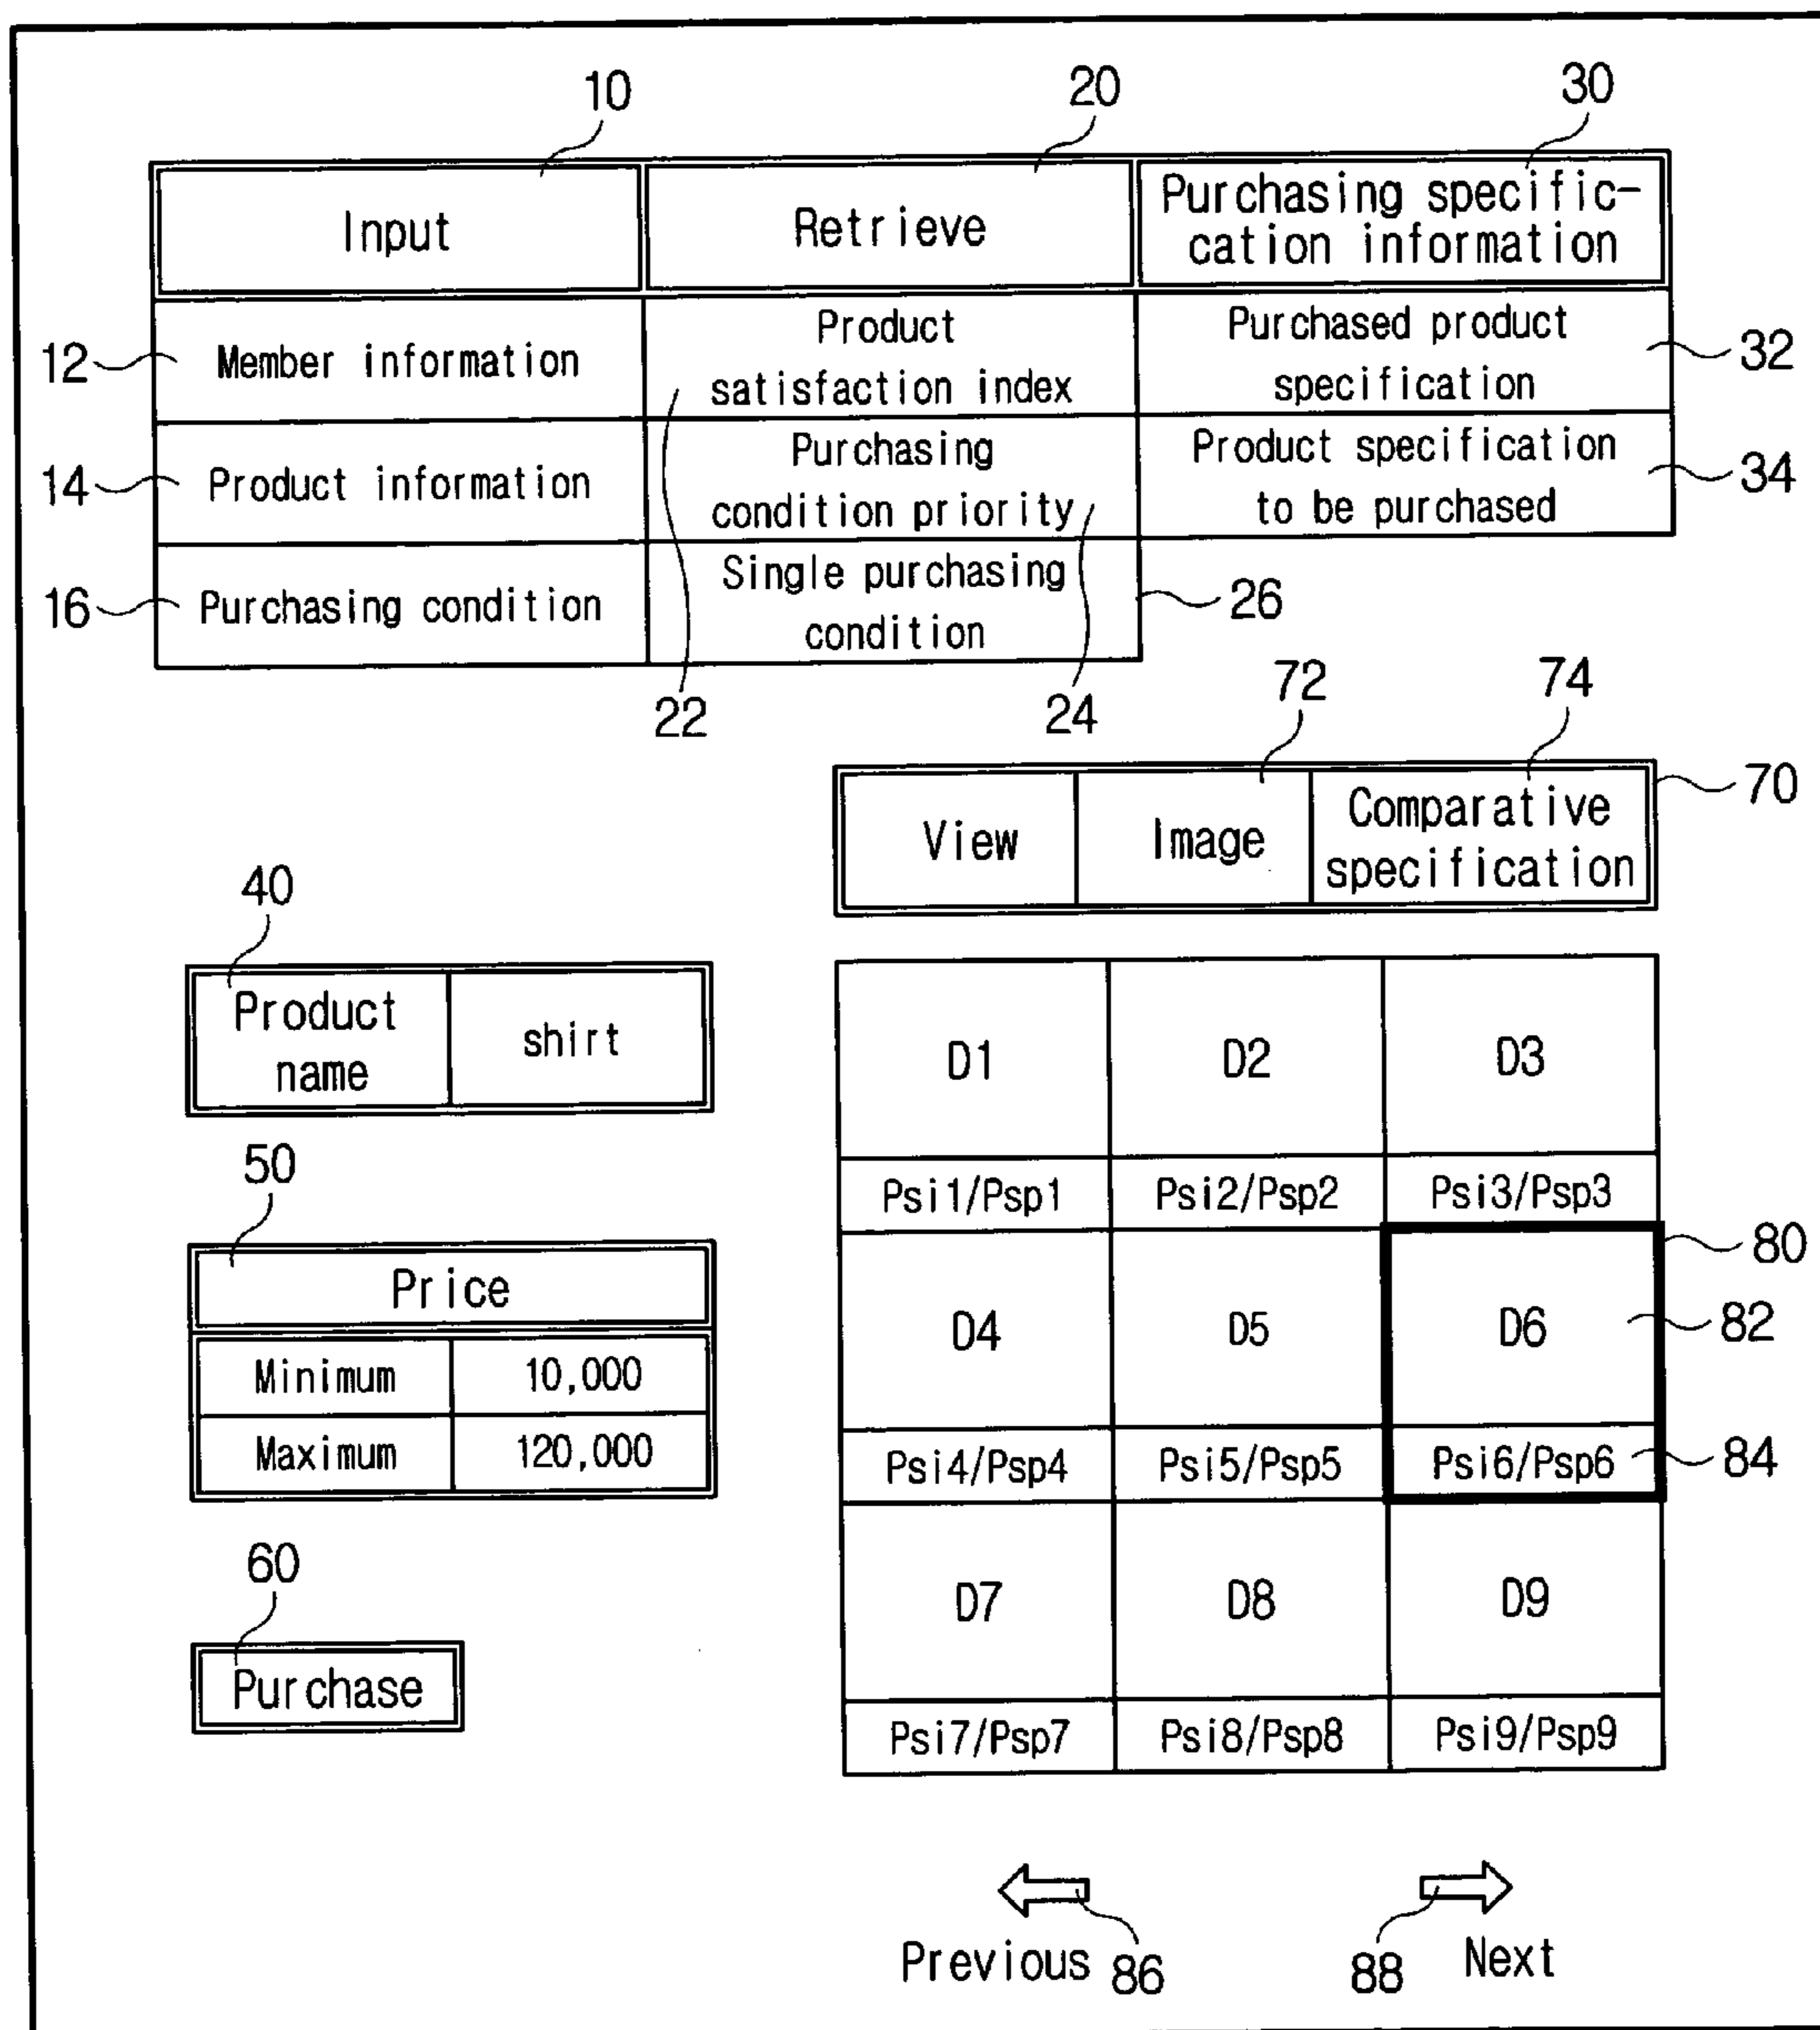 10
20
30
Input
Retrieve
Purchasing specific-
cation information
12
Member information
Product
satisfaction index
Purchased product
specification
32
14
Product information
Purchasing
condition priority
Product specification
to be purchased
34
16
Purchasing condition
Single purchasing
condition
26
22
24
72
74
View
Image
Comparative
specification
70
40
Product
name
shirt
50
Price
Minimum
10,000
Maximum
120,000
60
Purchase
D1
D2
D3
Psi1/Psp1
Psi2/Psp2
Psi3/Psp3
80
D4
D5
D6
82
Psi4/Psp4
Psi5/Psp5
Psi6/Psp6
84
D7
D8
D9
Psi7/Psp7
Psi8/Psp8
Psi9/Psp9
Previous
86
88
Next